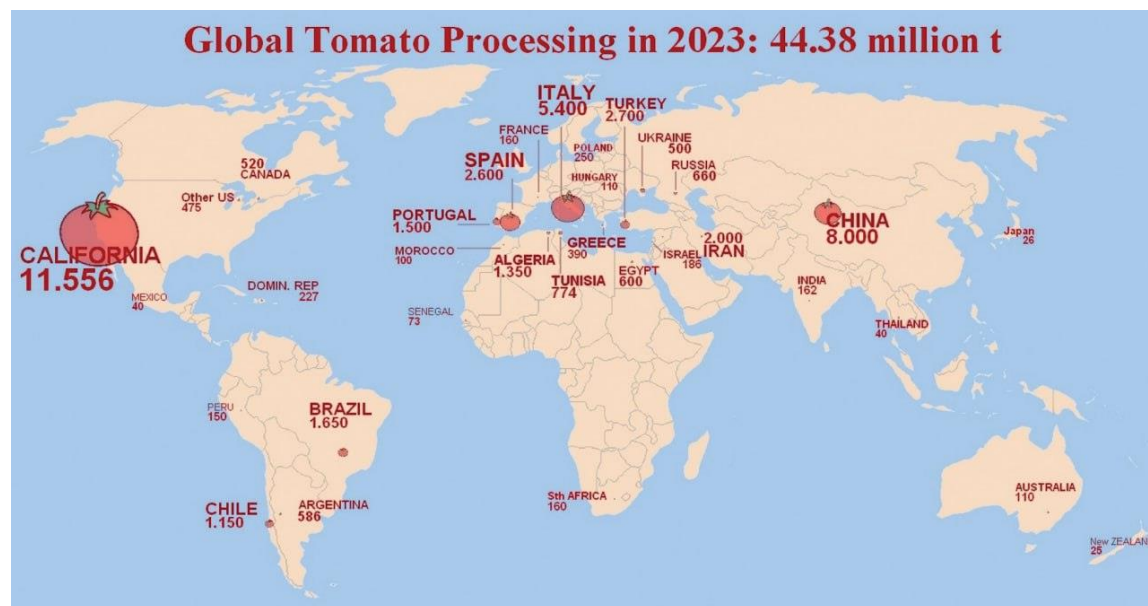 Global Tomato Processing in 2023: 44.38 million t
ITALY
5.400
TURKEY
2.700
FRANCE
160
POLAND
250
UKRAINE
500
SPAIN
2.600
RUSSIA
660
HUNGARY
110
520
CANADA
Other US
475
PORTUGAL
1.500
CALIFORNIA
11.556
MOROCCO
100
ALGERIA
1.350
GREECE
390
TUNISIA
774
EGYPT
600
ISRAEL
186
2.000
IRAN
CHINA
8.000
Japan
26
INDIA
162
THAILAND
40
MEXICO
40
DOMIN. REP
227
SENEGAL
73
PERU
150
BRAZIL
1.650
CHILE
1.150
ARGENTINA
586
Sth AFRICA
160
AUSTRALIA
110
New ZEALAN
25